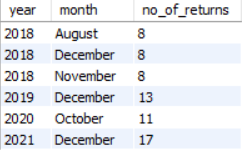 year month no_of_returns
2018 August 8
2018 December 8
2018 November 8
2019 December 13
2020 October 11
2021 December 17